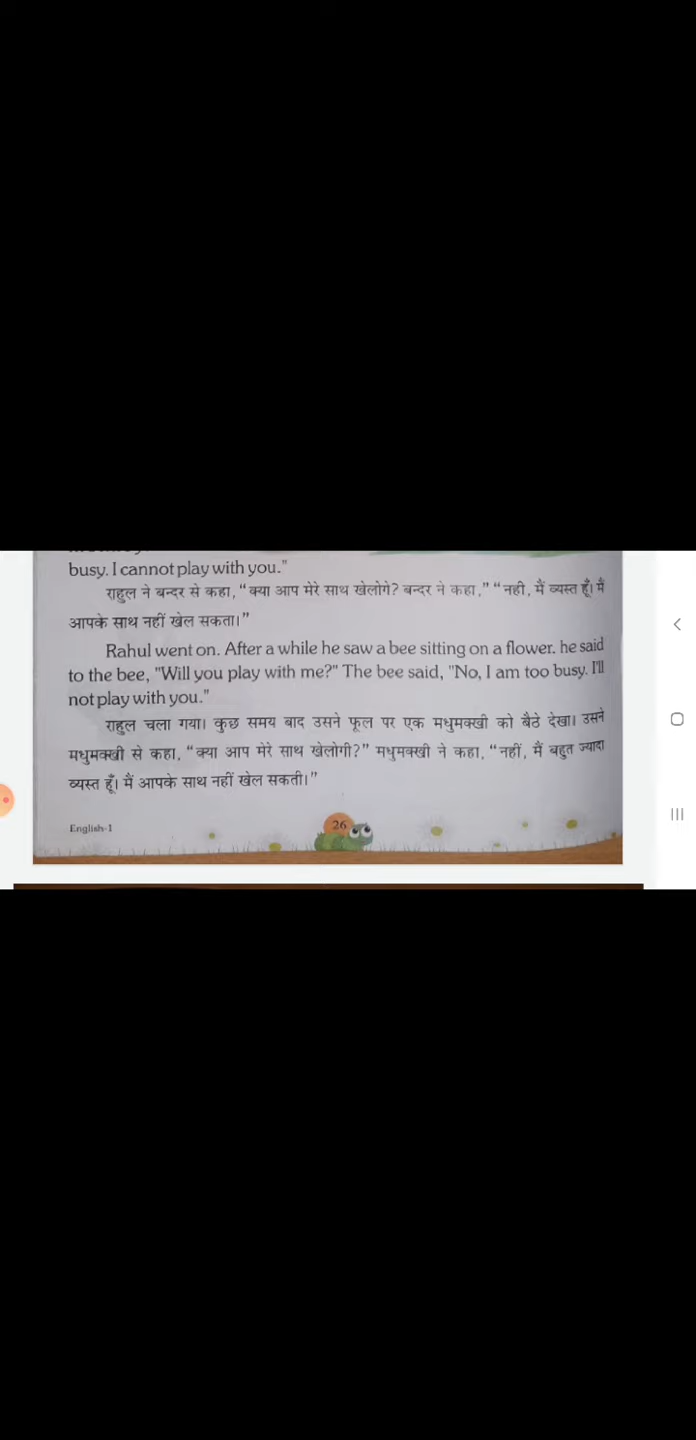 busy. I cannot play with you."
राहुल ने बन्दर से कहा, “क्या आप मेरे साथ खेलोगे? बन्दर ने कहा,” “नही, मैं व्यस्त हूँ। मैं
आपके साथ नहीं खेल सकता।”
Rahul went on. After a while he saw a bee sitting on a flower. he said
to the bee, "Will you play with me?" The bee said, "No, I am too busy. I'll
not play with you."
राहुल चला गया। कुछ समय बाद उसने फूल पर एक मधुमक्खी को बैठे देखा। उसने
मधुमक्खी से कहा, “क्या आप मेरे साथ खेलोगी?” मधुमक्खी ने कहा, “नहीं, मैं बहुत ज्यादा
व्यस्त हूँ। मैं आपके साथ नहीं खेल सकती।”
English-1
26